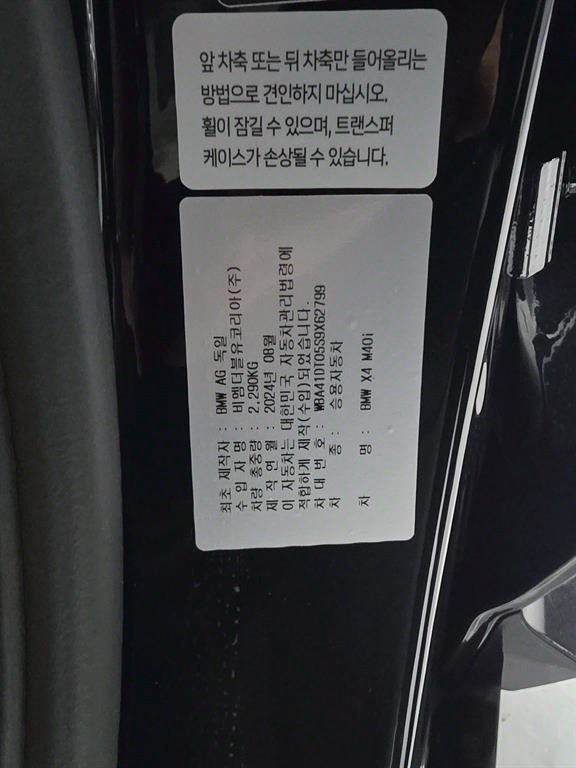 앞 차축 또는 뒤 차축만 들어올리는
방법으로 견인하지 마십시오.
휠이 잠길 수 있으며, 트랜스퍼
케이스가 손상될 수 있습니다.
최초 제작자 : BMW AG 독일
수 입 자 명 : 비엠더블유코리아(주)
차량 총중량 : 2,290KG
제 작 연 월 : 2024년 08월
이 자동차는 대한민국 자동차관리법령에
적합하게 제작(수입)되었습니다.
차 대 번 호 : WBA41DT05S9X62799
차 종 : 승용자동차
차 명 : BMW X4 M40i